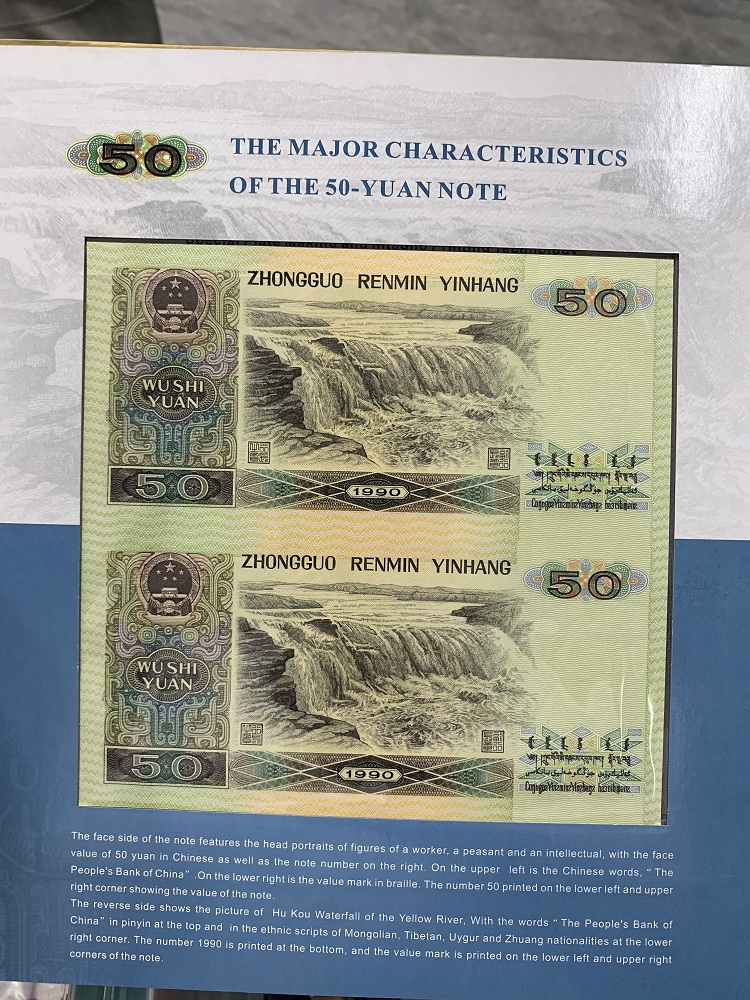 50
THE MAJOR CHARACTERISTICS
OF THE 50-YUAN NOTE
ZHONGGUO RENMIN YINHANG
50
WU SHI
YUAN
50
1990
ZHONGGUO RENMIN YINHANG
50
WU SHI
YUAN
50
1990
The face side of the note features the head portraits of figures of a worker, a peasant and an intellectual, with the face
value of 50 yuan in Chinese as well as the note number on the right. On the upper left is the Chinese words, “ The
People's Bank of China” .On the lower right is the value mark in braille. The number 50 printed on the lower left and upper
right corner showing the value of the note.
The reverse side shows the picture of Hu Kou Waterfall of the Yellow River, With the words “ The People's Bank of
China” in pinyin at the top and in the ethnic scripts of Mongolian, Tibetan, Uygur and Zhuang nationalities at the lower
right corner. The number 1990 is printed at the bottom, and the value mark is printed on the lower left and upper right
corners of the note.